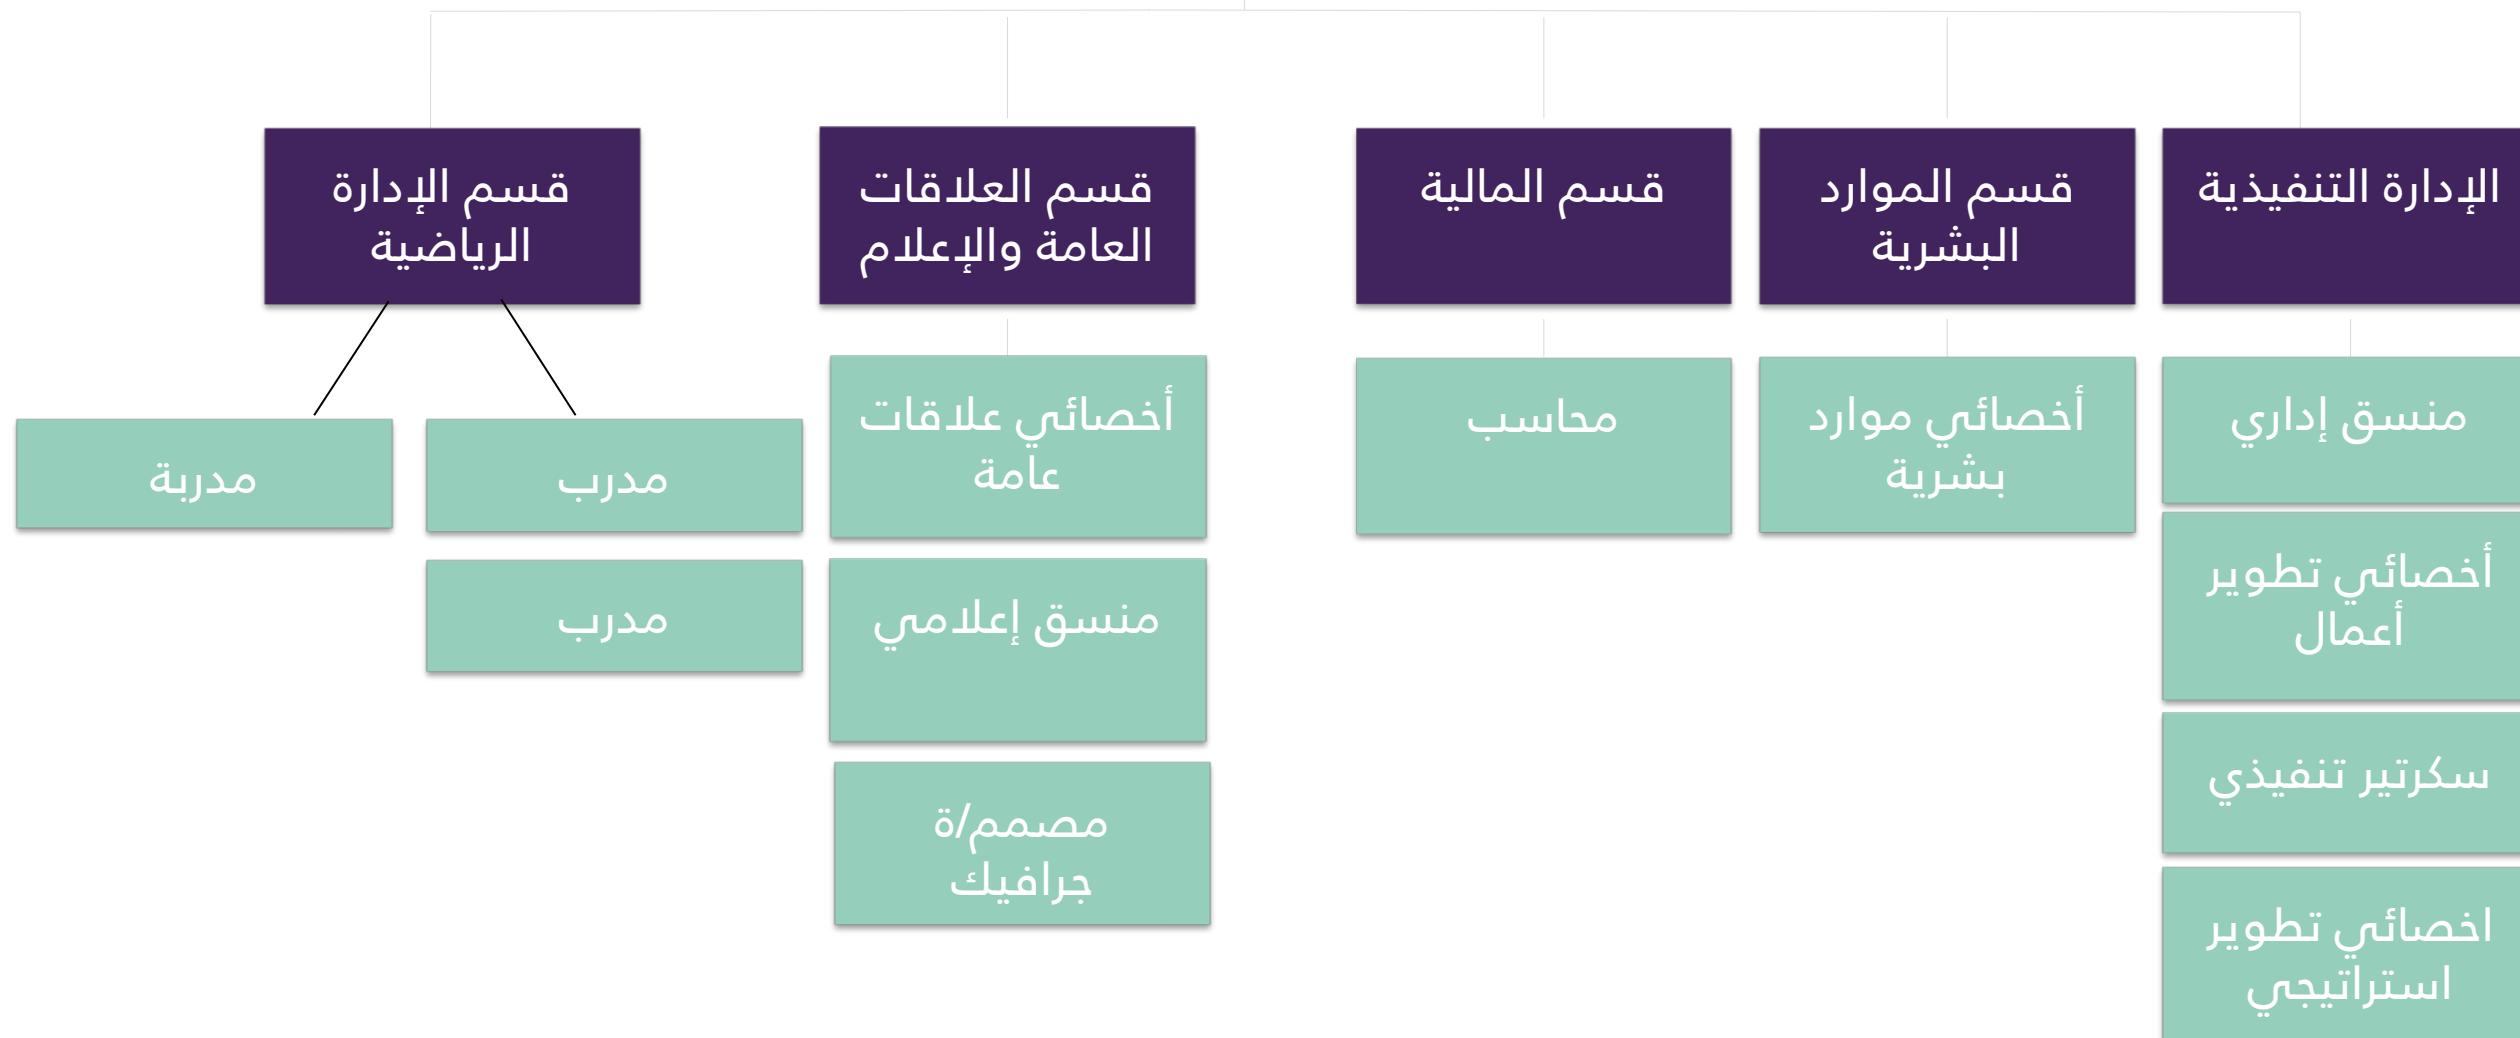 الإدارة التنفيذية
قسم الموارد
البشرية
قسم المالية
قسم العلاقات
العامة والإعلام
قسم الإدارة
الرياضية
منسق إداري
أخصائي موارد
بشرية
محاسب
أخصائي علاقات
عامة
مدرب
مدربة
أخصائي تطوير
أعمال
منسق إعلامي
مدرب
سكرتير تنفيذي
مصمم/ة
جرافيك
اخصائي تطوير
استراتيجي